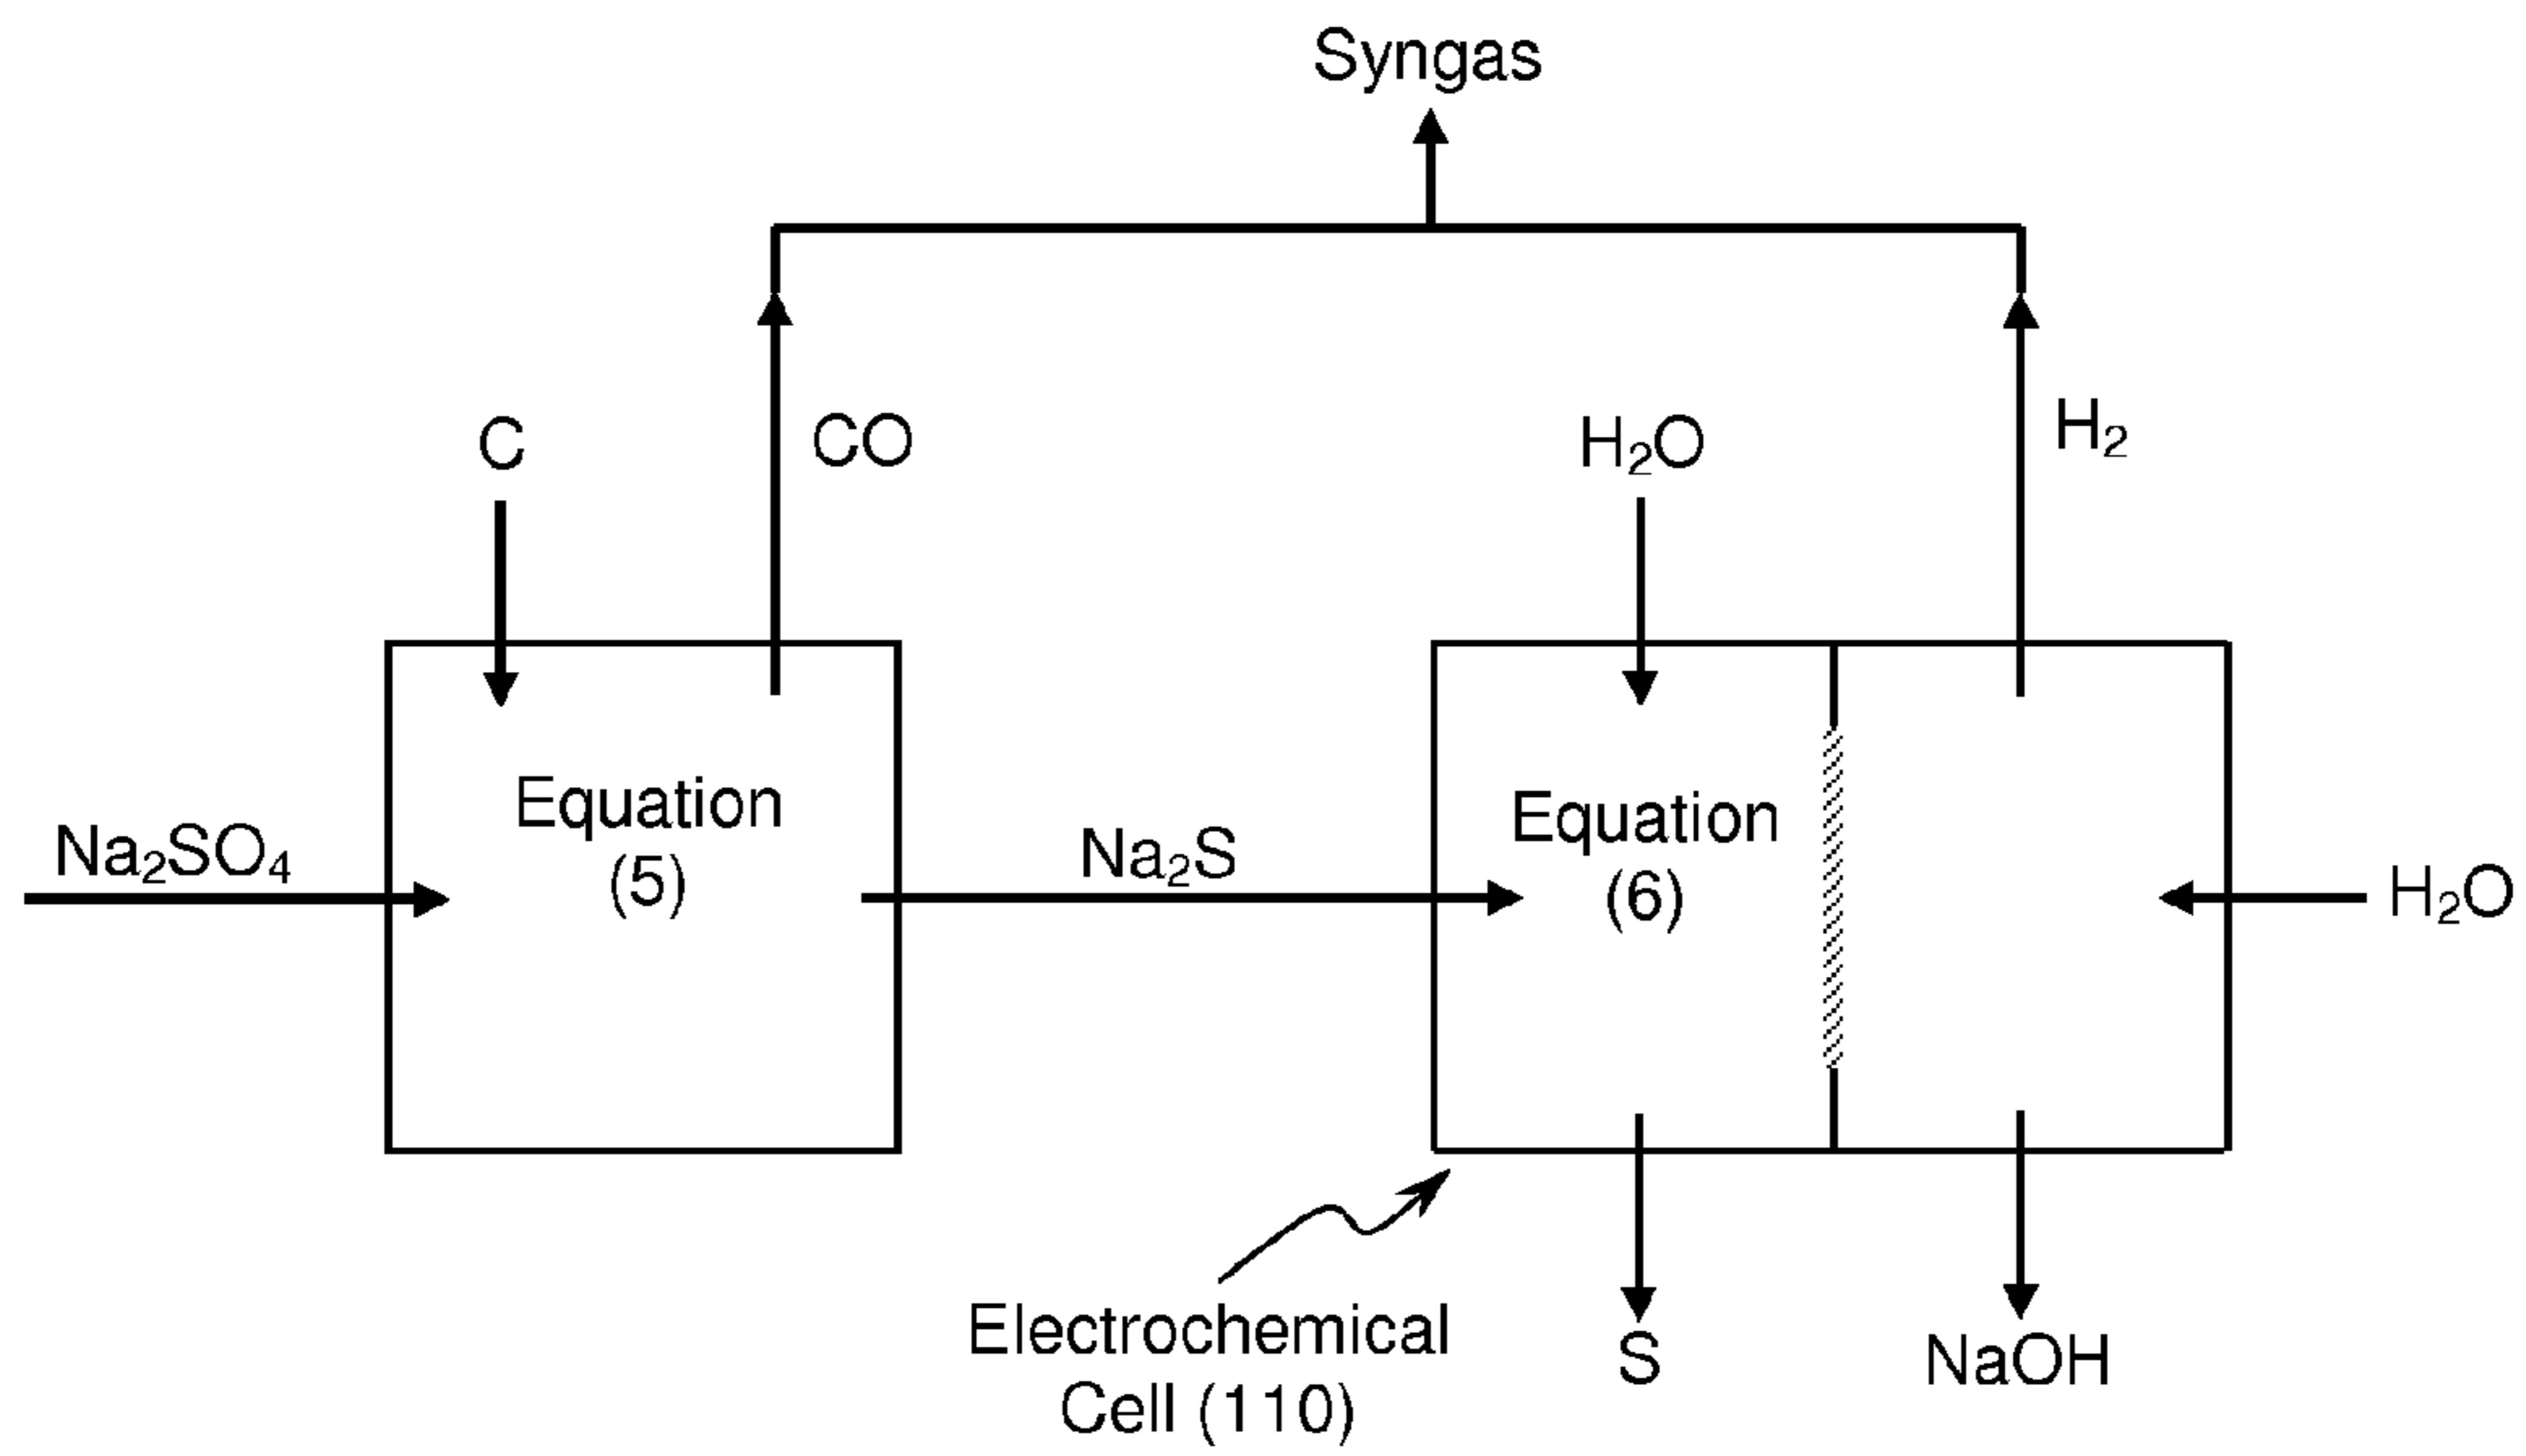 Syngas
C
CO
H₂O
H₂
Na₂SO₄
Equation
(5)
Na₂S
Equation
(6)
H₂O
Electrochemical
Cell (110)
S
NaOH